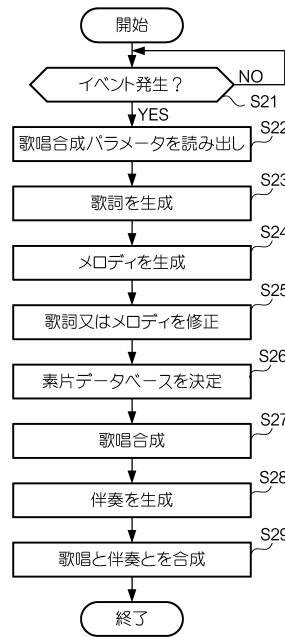 開始
イベント発生？
NO
S21
YES
S22
歌唱合成パラメータを読み出し
S23
歌詞を生成
S24
メロディを生成
S25
歌詞又はメロディを修正
S26
素片データベースを決定
S27
歌唱合成
S28
伴奏を生成
S29
歌唱と伴奏とを合成
終了